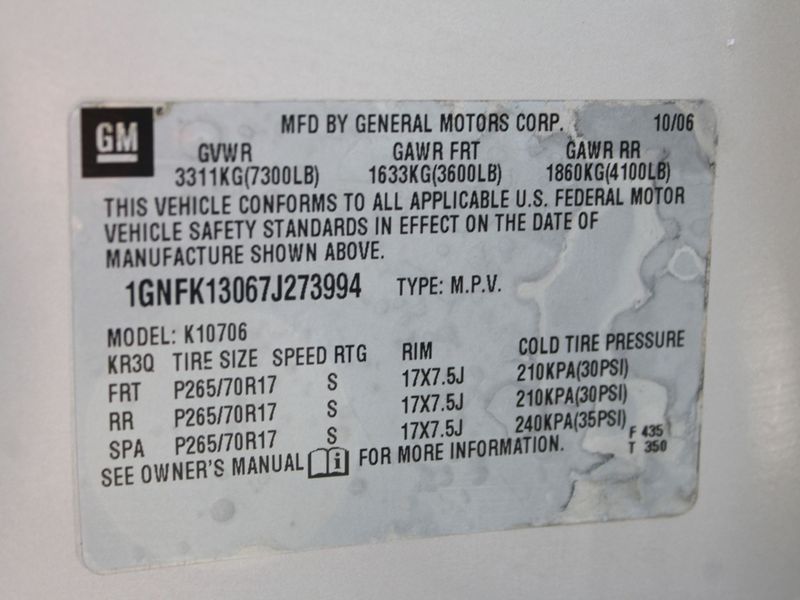 GM
MFD BY GENERAL MOTORS CORP. 10/06
GVWR GAWR FRT GAWR RR
3311KG(7300LB) 1633KG(3600LB) 1860KG(4100LB)
THIS VEHICLE CONFORMS TO ALL APPLICABLE U.S. FEDERAL MOTOR
VEHICLE SAFETY STANDARDS IN EFFECT ON THE DATE OF
MANUFACTURE SHOWN ABOVE.
1GNFK13067J273994 TYPE: M.P.V.
MODEL: K10706
KR3Q TIRE SIZE SPEED RTG RIM COLD TIRE PRESSURE
FRT P265/70R17 S 17X7.5J 210KPA(30PSI)
RR P265/70R17 S 17X7.5J 210KPA(30PSI)
SPA P265/70R17 S 17X7.5J 240KPA(35PSI)
SEE OWNER'S MANUAL i FOR MORE INFORMATION.
F 435
T 350